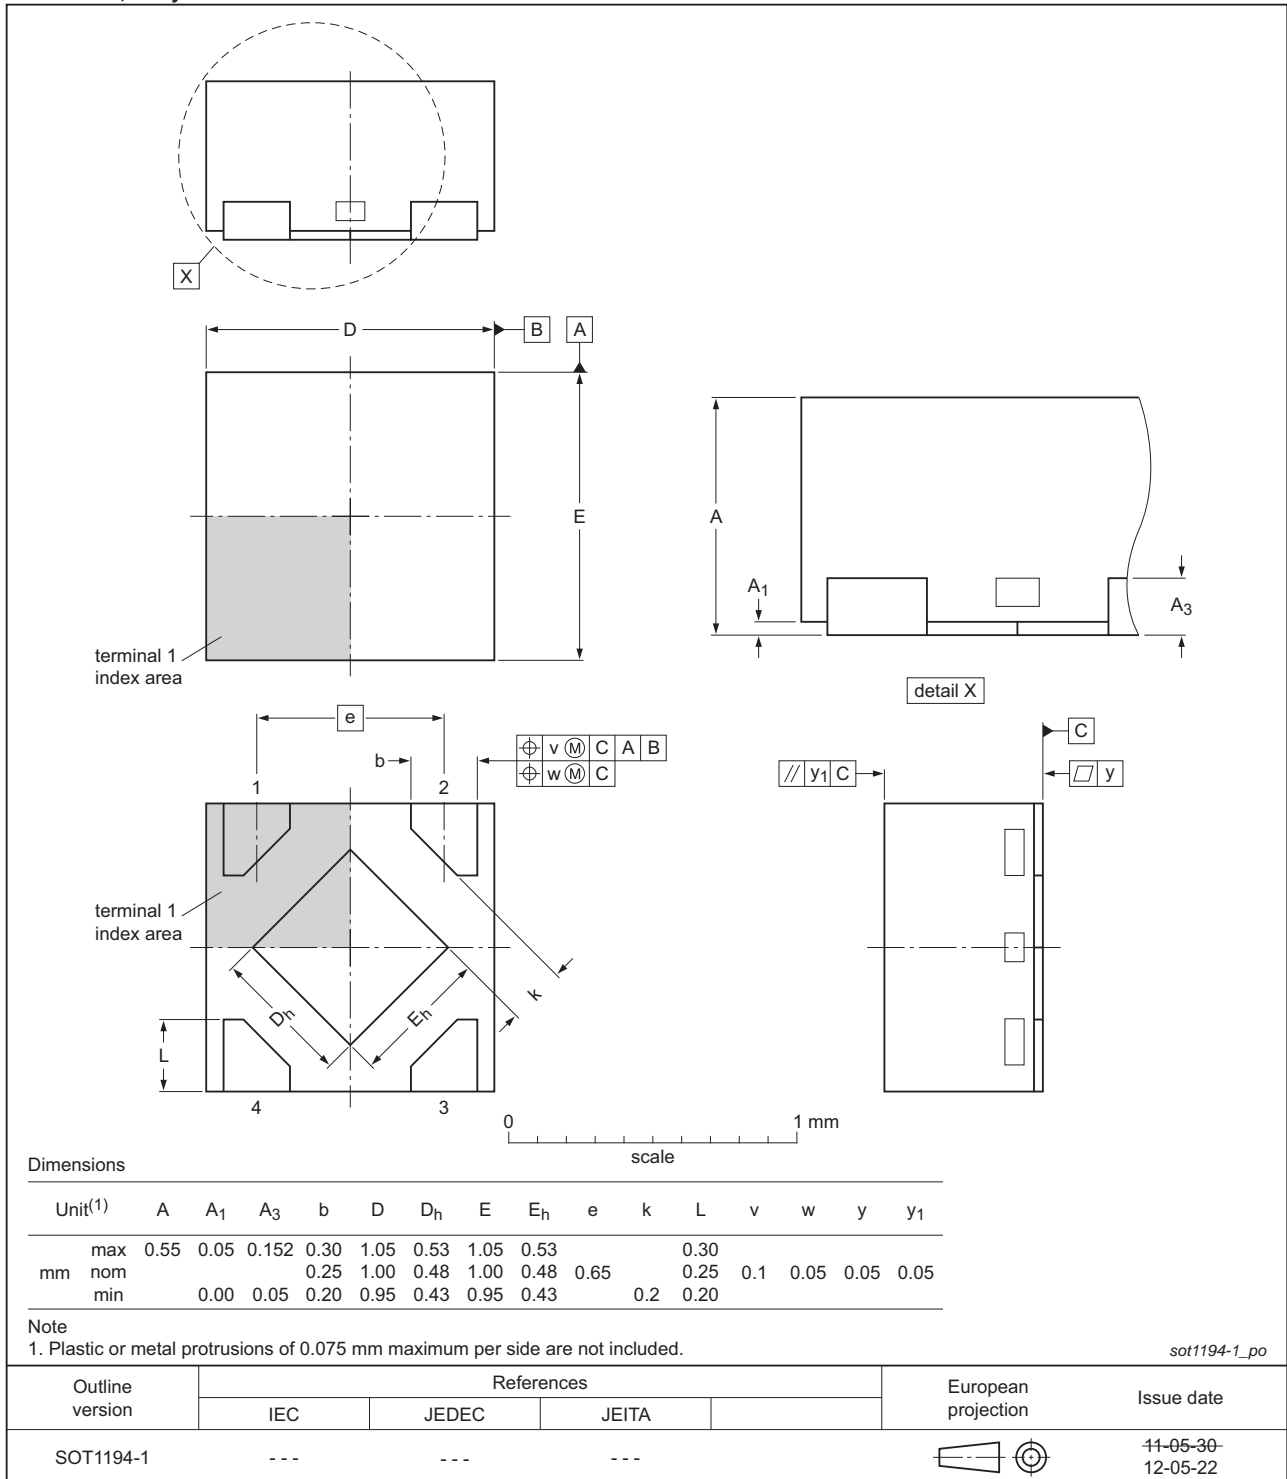 X
D
B
A
E
terminal 1
index area
A
A1
A3
detail X
e
b
v M C A B
w M C
1
2
terminal 1
index area
Dh
Eh
k
L
4
3
C
// y1 C
y
0
1 mm
scale
Dimensions
Unit(1) A A1 A3 b D Dh E Eh e k L v w y y1
max 0.55 0.05 0.152 0.30 1.05 0.53 1.05 0.53 0.30
mm nom 0.25 1.00 0.48 1.00 0.48 0.65 0.25 0.1 0.05 0.05 0.05
min 0.00 0.05 0.20 0.95 0.43 0.95 0.43 0.2 0.20
Note
1. Plastic or metal protrusions of 0.075 mm maximum per side are not included.
sot1194-1_po
Outline
version
References
IEC
JEDEC
JEITA
European
projection
Issue date
SOT1194-1
- - -
- - -
- - -
11-05-30
12-05-22